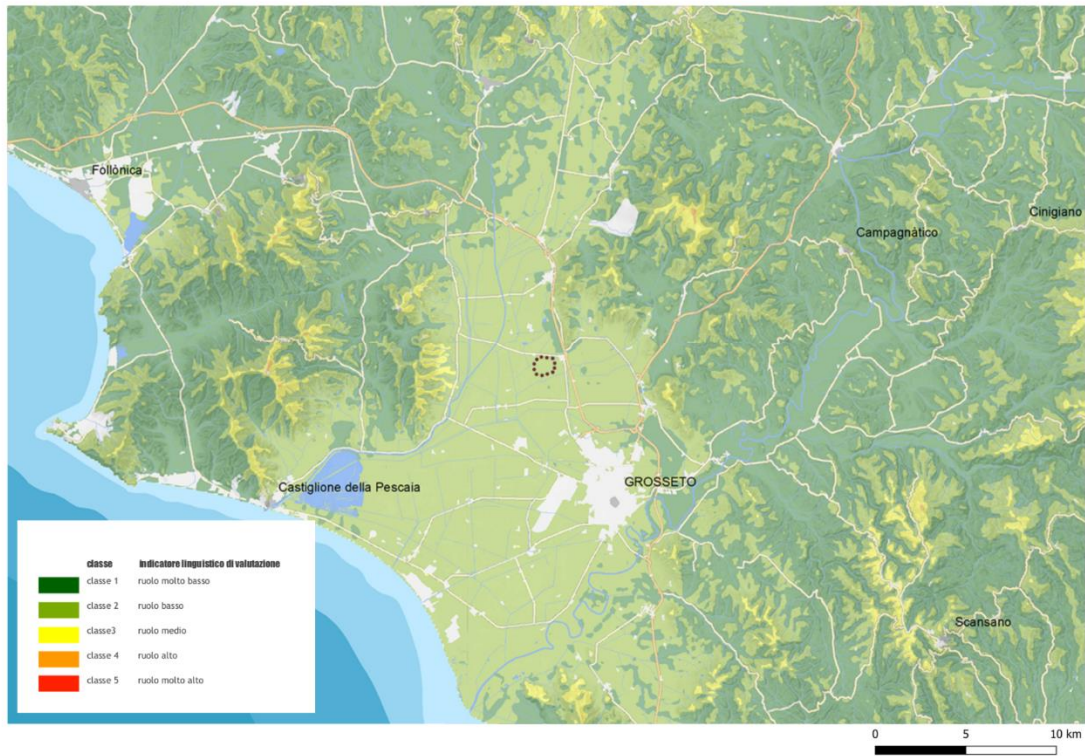 Follònica
Cinigiano
Campagnàtico
Castiglione della Pescaia
GROSSETO
Scansano
classe indicatore linguistico di valutazione
classe 1 ruolo molto basso
classe 2 ruolo basso
classe3 ruolo medio
classe 4 ruolo alto
classe 5 ruolo molto alto
0 5 10 km